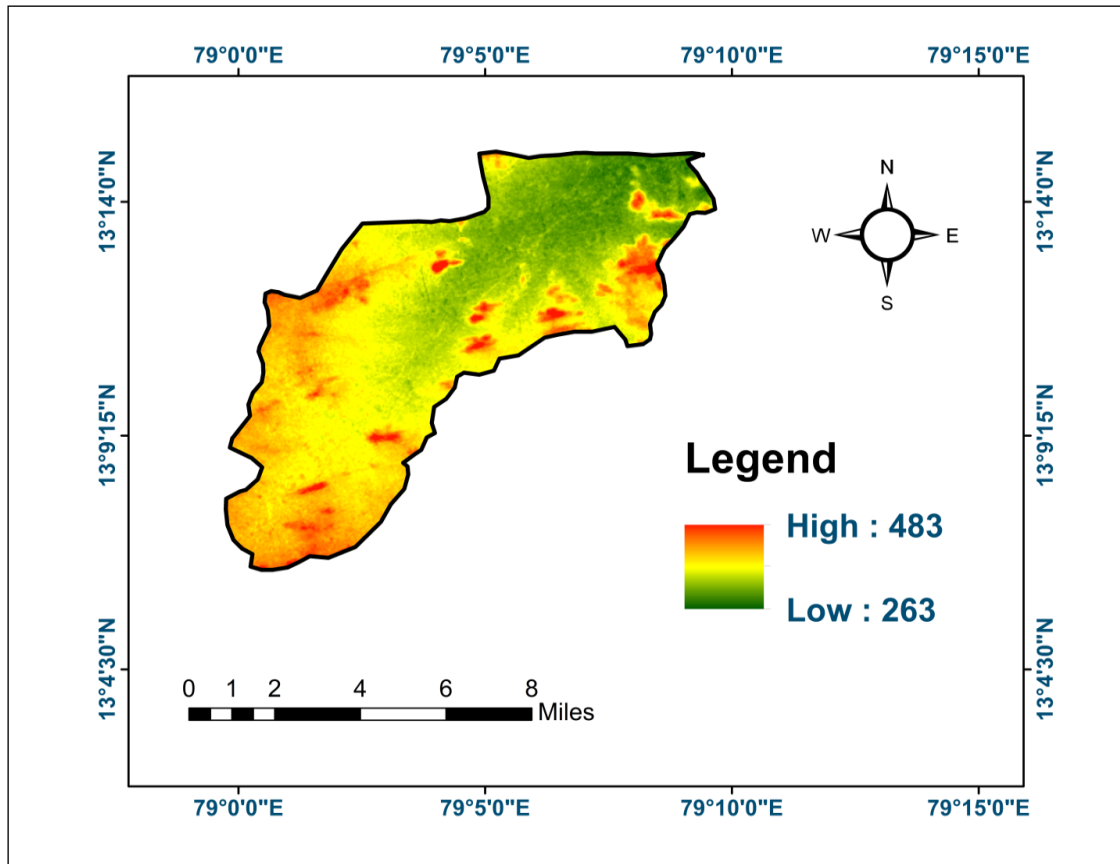 79°0'0"E 79°5'0"E 79°10'0"E 79°15'0"E
13°14'0"N 13°14'0"N
N
W E
S
13°9'15"N 13°9'15"N
Legend
High : 483
Low : 263
13°4'30"N 13°4'30"N
0 1 2 4 6 8
Miles
79°0'0"E 79°5'0"E 79°10'0"E 79°15'0"E